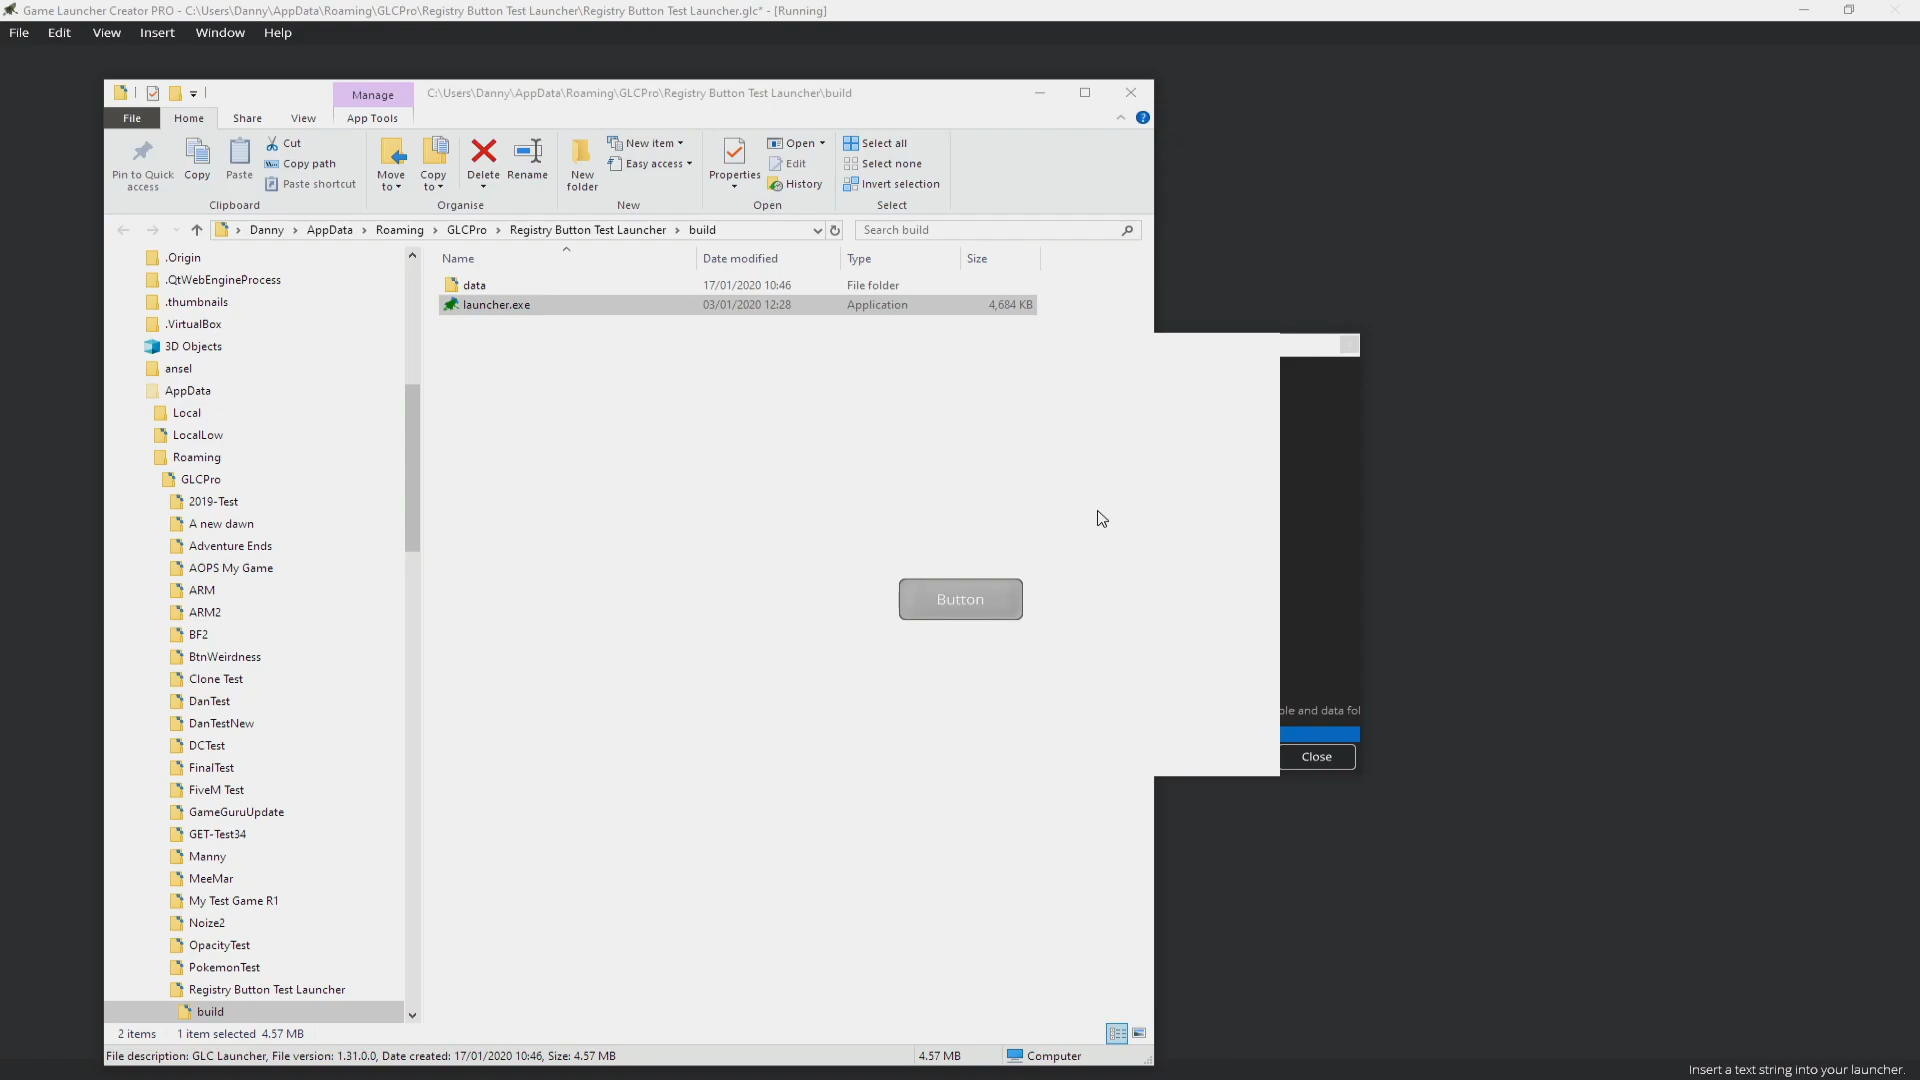 Game Launcher Creator PRO - C:\Users\Danny\AppData\Roaming\GLCPro\Registry Button Test Launcher\Registry Button Test Launcher.glc* - [Running]
File Edit View Insert Window Help
Manage C:\Users\Danny\AppData\Roaming\GLCPro\Registry Button Test Launcher\build
File Home Share View App Tools
Pin to Quick access
Copy
Paste
Cut
Copy path
Paste shortcut
Clipboard
Move to
Copy to
Delete
Rename
Organise
New folder
New item
Easy access
New
Properties
Open
Edit
History
Open
Select all
Select none
Invert selection
Select
Danny > AppData > Roaming > GLCPro > Registry Button Test Launcher > build
Search build
.Origin
.QtWebEngineProcess
.thumbnails
.VirtualBox
3D Objects
ansel
AppData
Local
LocalLow
Roaming
GLCPro
2019-Test
A new dawn
Adventure Ends
AOPS My Game
ARM
ARM2
BF2
BtnWeirdness
Clone Test
DanTest
DanTestNew
DCTest
FinalTest
FiveM Test
GameGuruUpdate
GET-Test34
Manny
MeeMar
My Test Game R1
Noize2
OpacityTest
PokemonTest
Registry Button Test Launcher
build
Name Date modified Type Size
data 17/01/2020 10:46 File folder
launcher.exe 03/01/2020 12:28 Application 4,684 KB
Button
and data fol
Close
2 items 1 item selected 4.57 MB
File description: GLC Launcher, File version: 1.31.0.0, Date created: 17/01/2020 10:46, Size: 4.57 MB
4.57 MB
Computer
Insert a text string into your launcher.